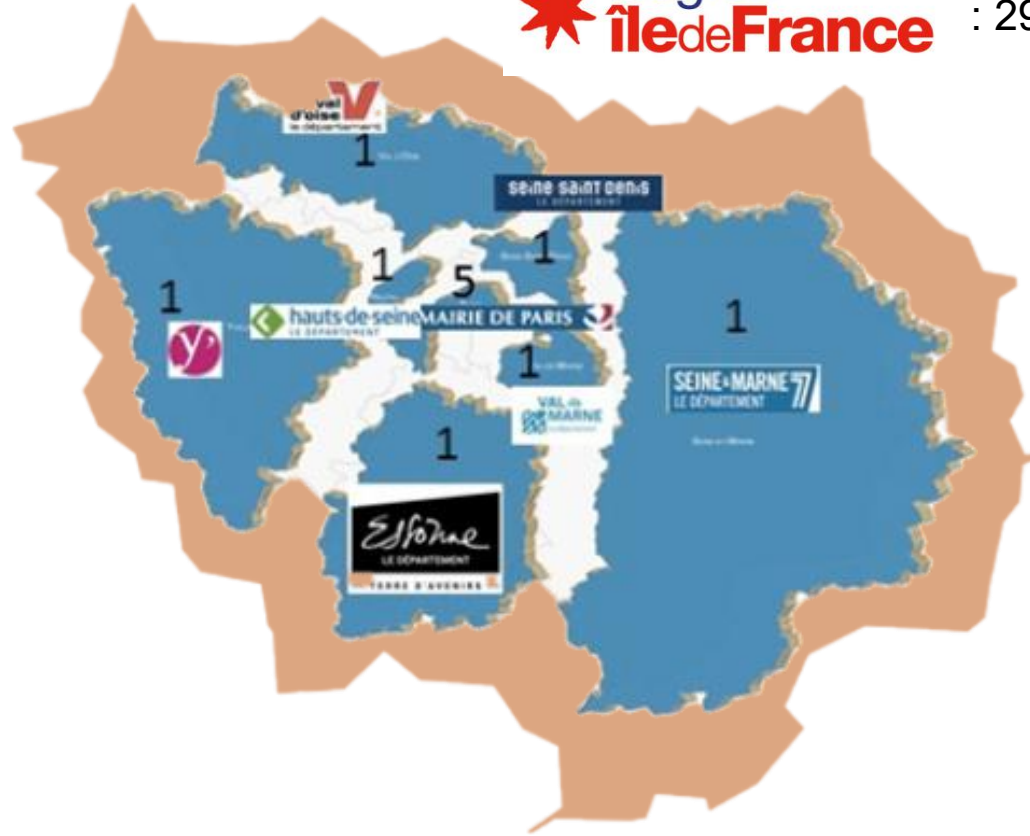 îledeFrance : 29
val
d'oise
le département
1
seine saint denis
LE DÉPARTEMENT
1
1
5
1
hauts-de-seine
LE DÉPARTEMENT
MAIRIE DE PARIS
1
y'
1
SEINE&MARNE 77
LE DÉPARTEMENT
VAL de
MARNE
1
Essonne
LE DÉPARTEMENT
TERRE D'AVENIRS